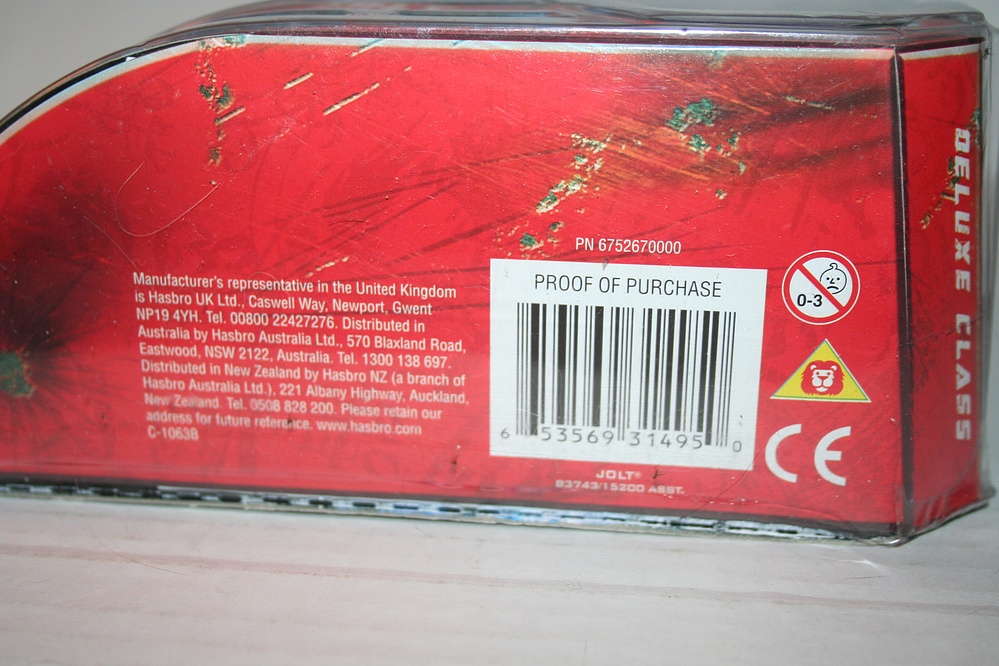 Manufacturer's representative in the United Kingdom
is Hasbro UK Ltd., Caswell Way, Newport, Gwent
NP19 4YH. Tel. 00800 22427276. Distributed in
Australia by Hasbro Australia Ltd., 570 Blaxland Road,
Eastwood, NSW 2122, Australia. Tel. 1300 138 697.
Distributed in New Zealand by Hasbro NZ (a branch of
Hasbro Australia Ltd.), 221 Albany Highway, Auckland,
New Zealand. Tel. 0508 828 200. Please retain our
address for future reference. www.hasbro.com
C-1063B
PN 6752670000
PROOF OF PURCHASE
6 53569 31495 0
JOLT®
83743/15200 ASST.
0-3
CE
DELUXE CLASS